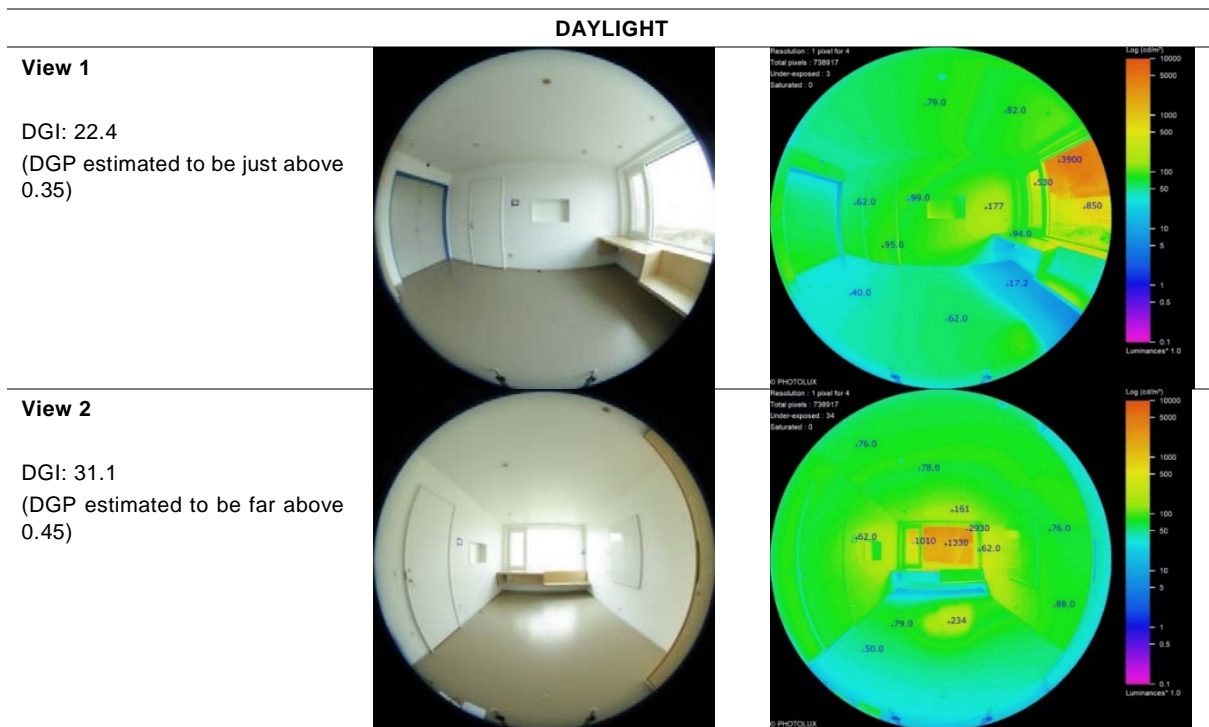 DAYLIGHT
View 1
DGI: 22.4
(DGP estimated to be just above
0.35)
Resolution : 1 pixel for 4
Total pixels : 738917
Under-exposed : 3
Saturated : 0
Log (cd/m²)
10000
5000
1000
500
100
50
10
5
1
0.5
0.1
Luminances* 1.0
+79.0
+82.0
+3900
+530
+62.0
+99.0
+177
+850
+94.0
+95.0
+40.0
+17.2
+62.0
© PHOTOLUX
View 2
DGI: 31.1
(DGP estimated to be far above
0.45)
Resolution : 1 pixel for 4
Total pixels : 738917
Under-exposed : 34
Saturated : 0
Log (cd/m²)
10000
5000
1000
500
100
50
10
5
1
0.5
0.1
Luminances* 1.0
+76.0
+78.0
+161
+2930
+62.0
+1010
+1330
+62.0
+76.0
+88.0
+79.0
+234
+50.0
© PHOTOLUX